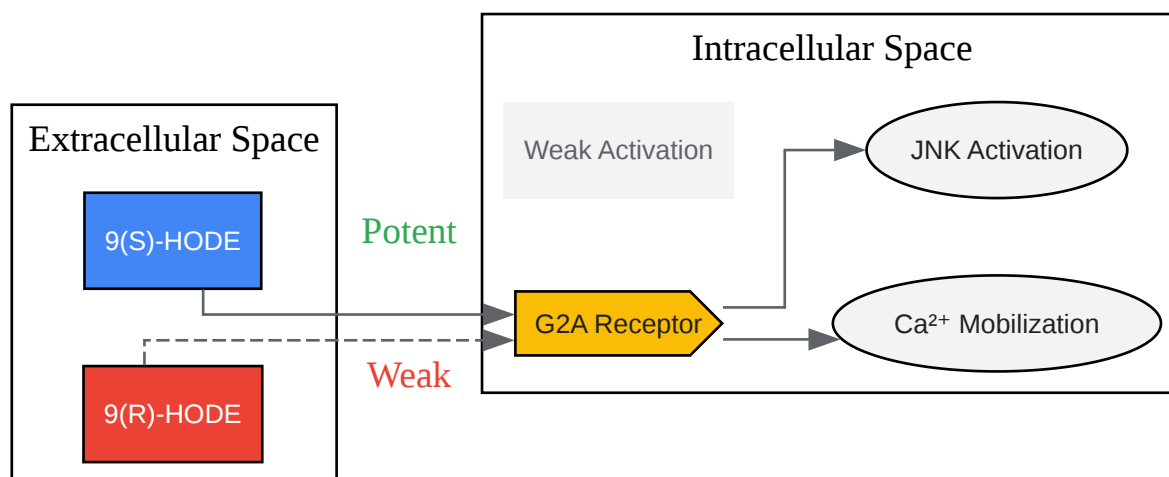 Intracellular Space
Extracellular Space
Weak Activation
JNK Activation
9(S)-HODE
Potent
G2A Receptor
Ca²⁺ Mobilization
Weak
9(R)-HODE